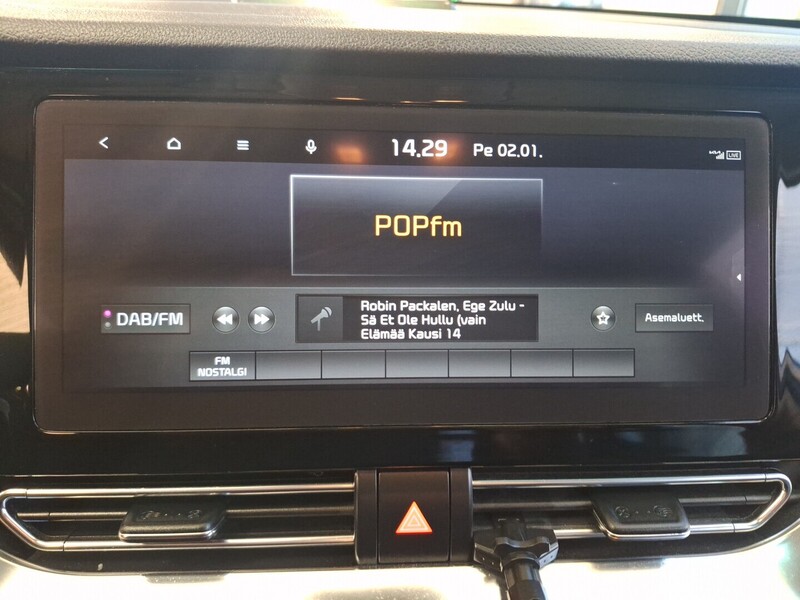 14.29 Pe 02.01.
LIVE
POPfm
DAB/FM
Robin Packalen, Ege Zulu -
Sä Et Ole Hullu (vain
Elämää Kausi 14
Asemaluett.
FM
NOSTALGI